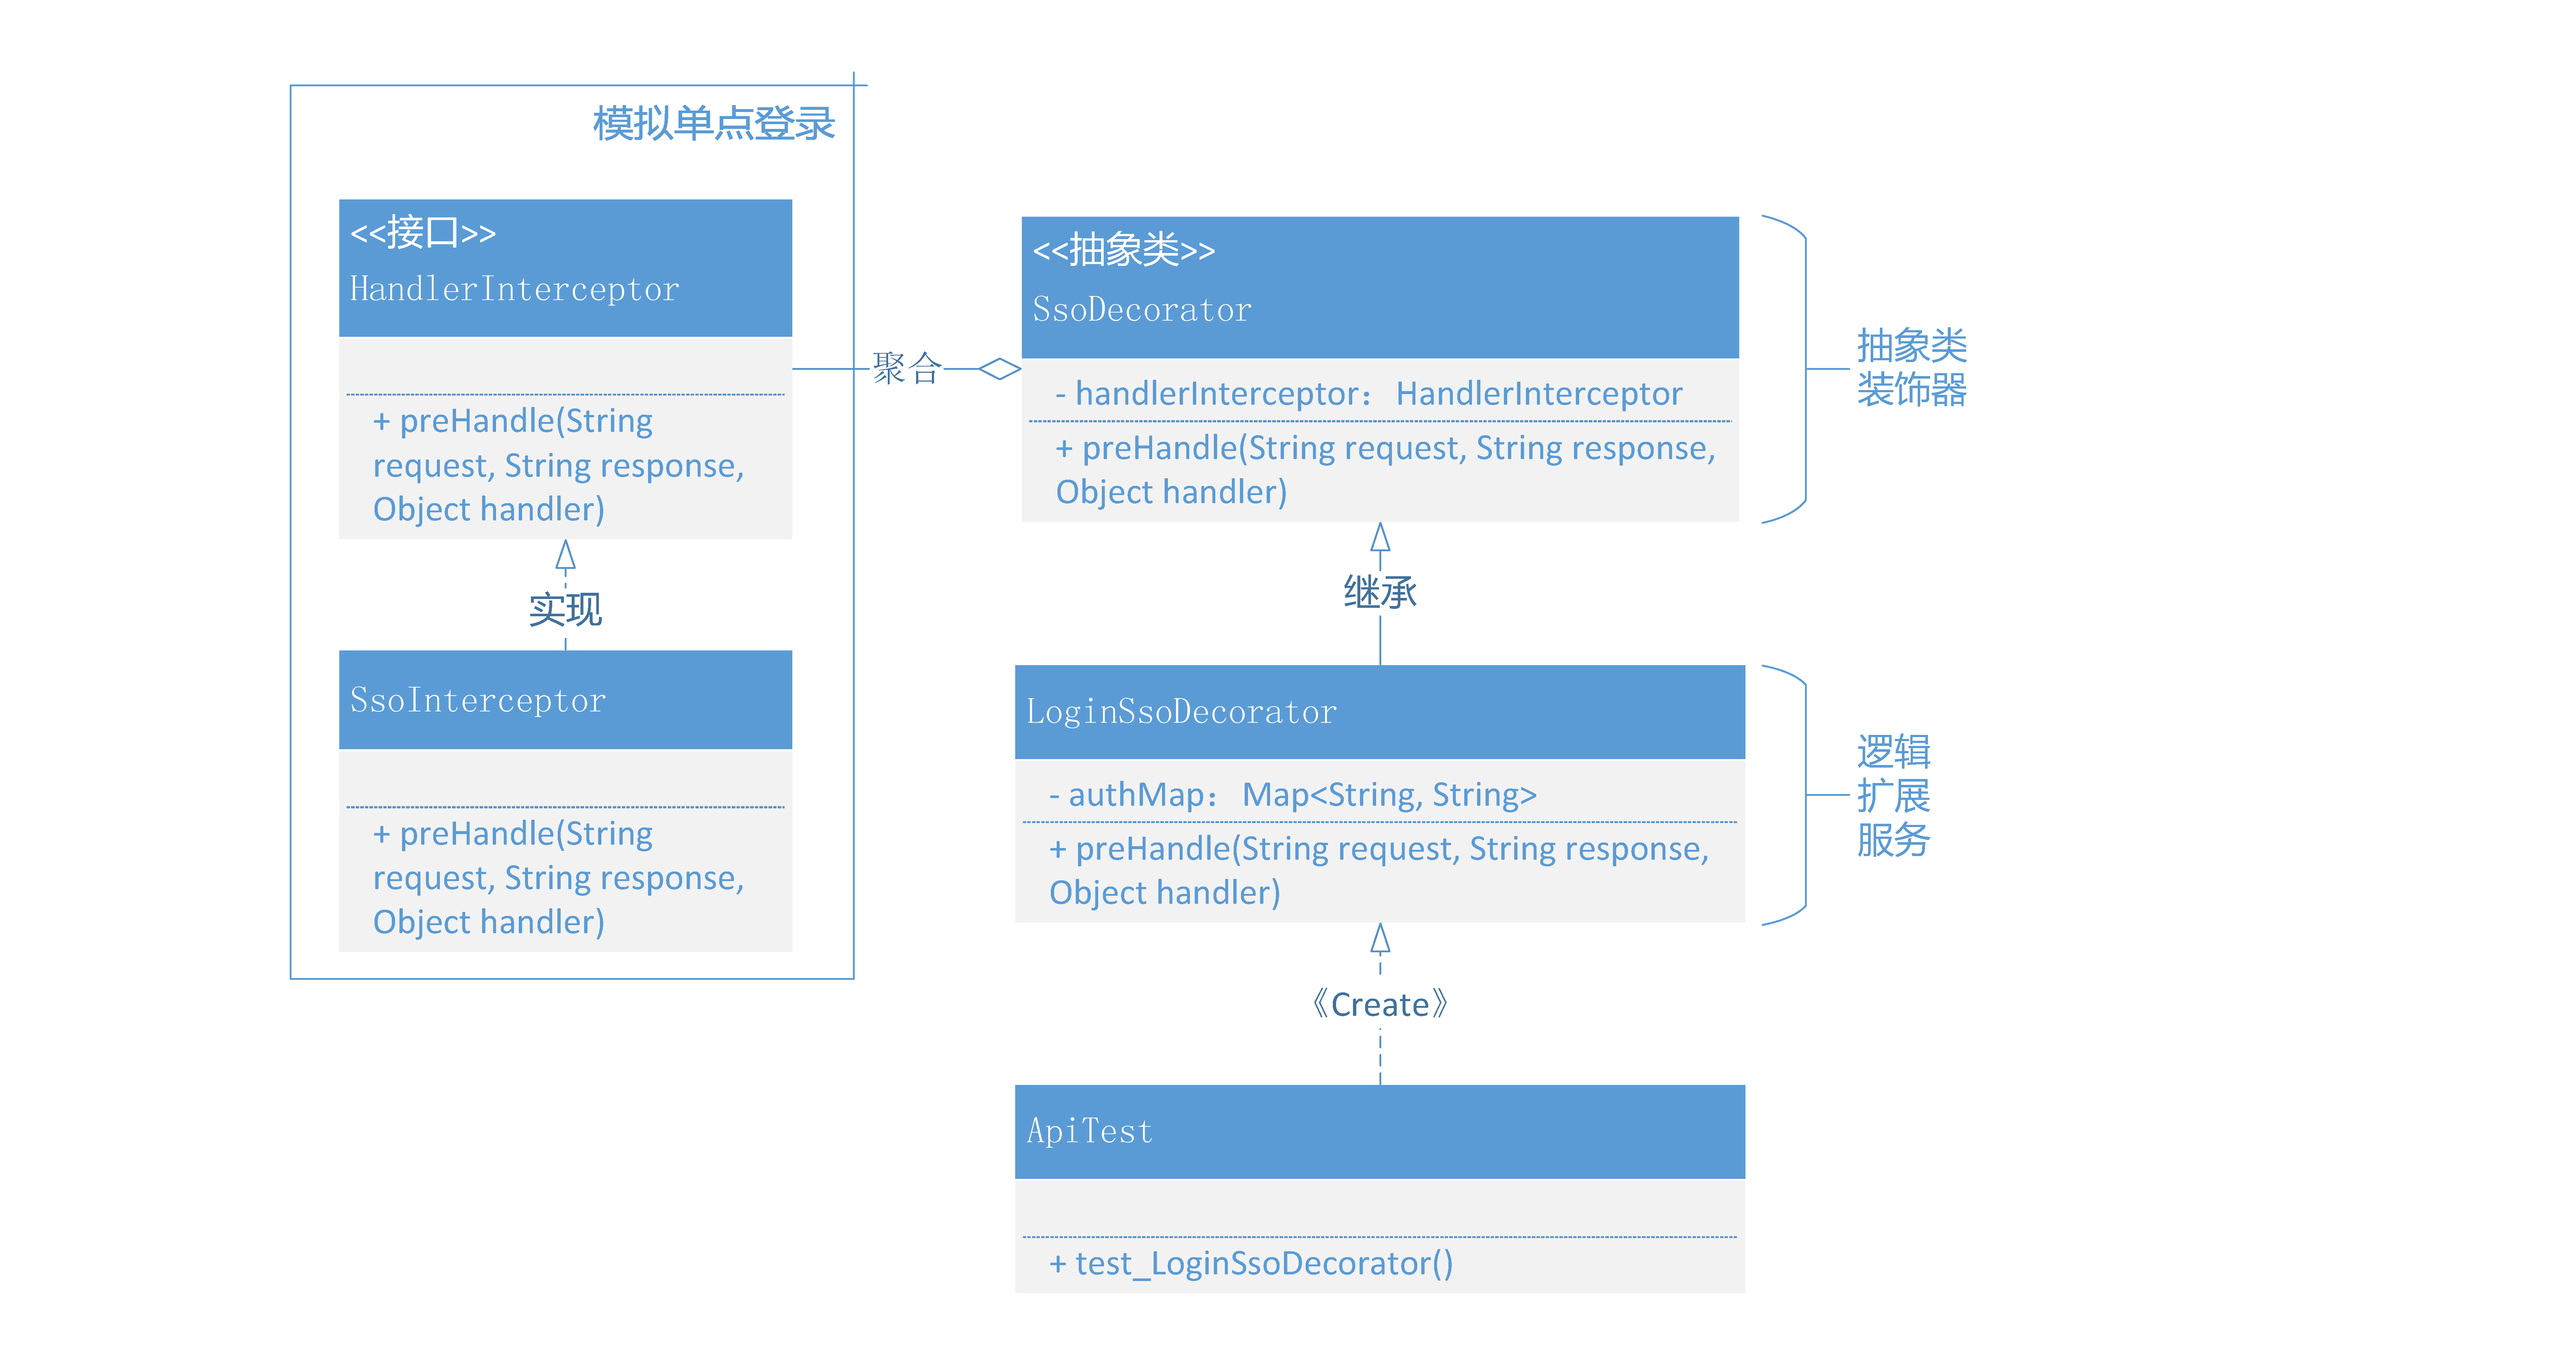 模拟单点登录
<<接口>>
HandlerInterceptor
+ preHandle(String
request, String response,
Object handler)
实现
SsoInterceptor
+ preHandle(String
request, String response,
Object handler)
聚合
<<抽象类>>
SsoDecorator
- handlerInterceptor： HandlerInterceptor
+ preHandle(String request, String response,
Object handler)
抽象类
装饰器
继承
LoginSsoDecorator
- authMap： Map<String, String>
+ preHandle(String request, String response,
Object handler)
逻辑
扩展
服务
《Create》
ApiTest
+ test_LoginSsoDecorator()